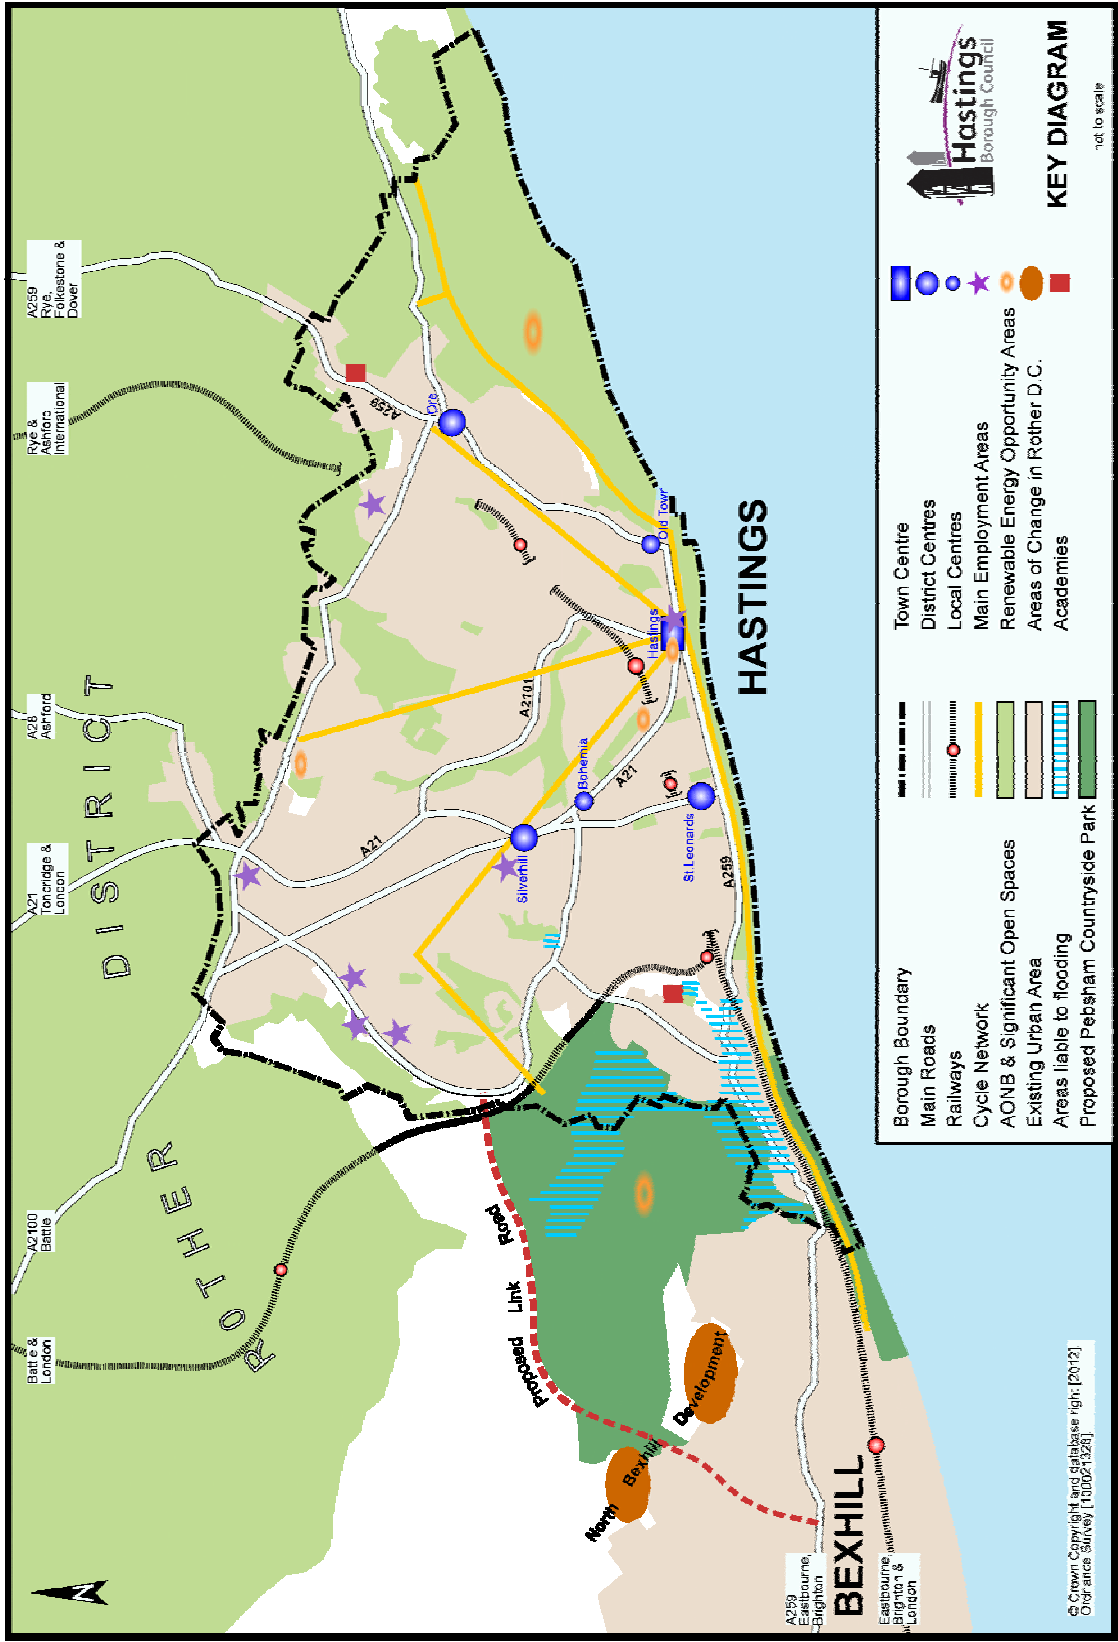 A259
Rye,
Folkestone &
Dover
Rye &
Ashford
International
A28
Ashford
A21
Tonbridge &
London
A2100
Battle
Battle &
London
ROTHER
DISTRICT
A259
Ore
Old Town
Hastings
A2101
Bohemia
A21
A21
Silverhill
St.Leonards
A259
HASTINGS
Proposed Link Road
North Bexhill Development
A259
Eastbourne,
Brighton
BEXHILL
Eastbourne,
Brighton &
London
N
Borough Boundary
Main Roads
Railways
Cycle Network
AONB & Significant Open Spaces
Existing Urban Area
Areas liable to flooding
Proposed Pebsham Countryside Park
Town Centre
District Centres
Local Centres
Main Employment Areas
Renewable Energy Opportunity Areas
Areas of Change in Rother D.C.
Academies
Hastings
Borough Council
KEY DIAGRAM
not to scale
© Crown Copyright and database right [2012].
Ordnance Survey [100021328].